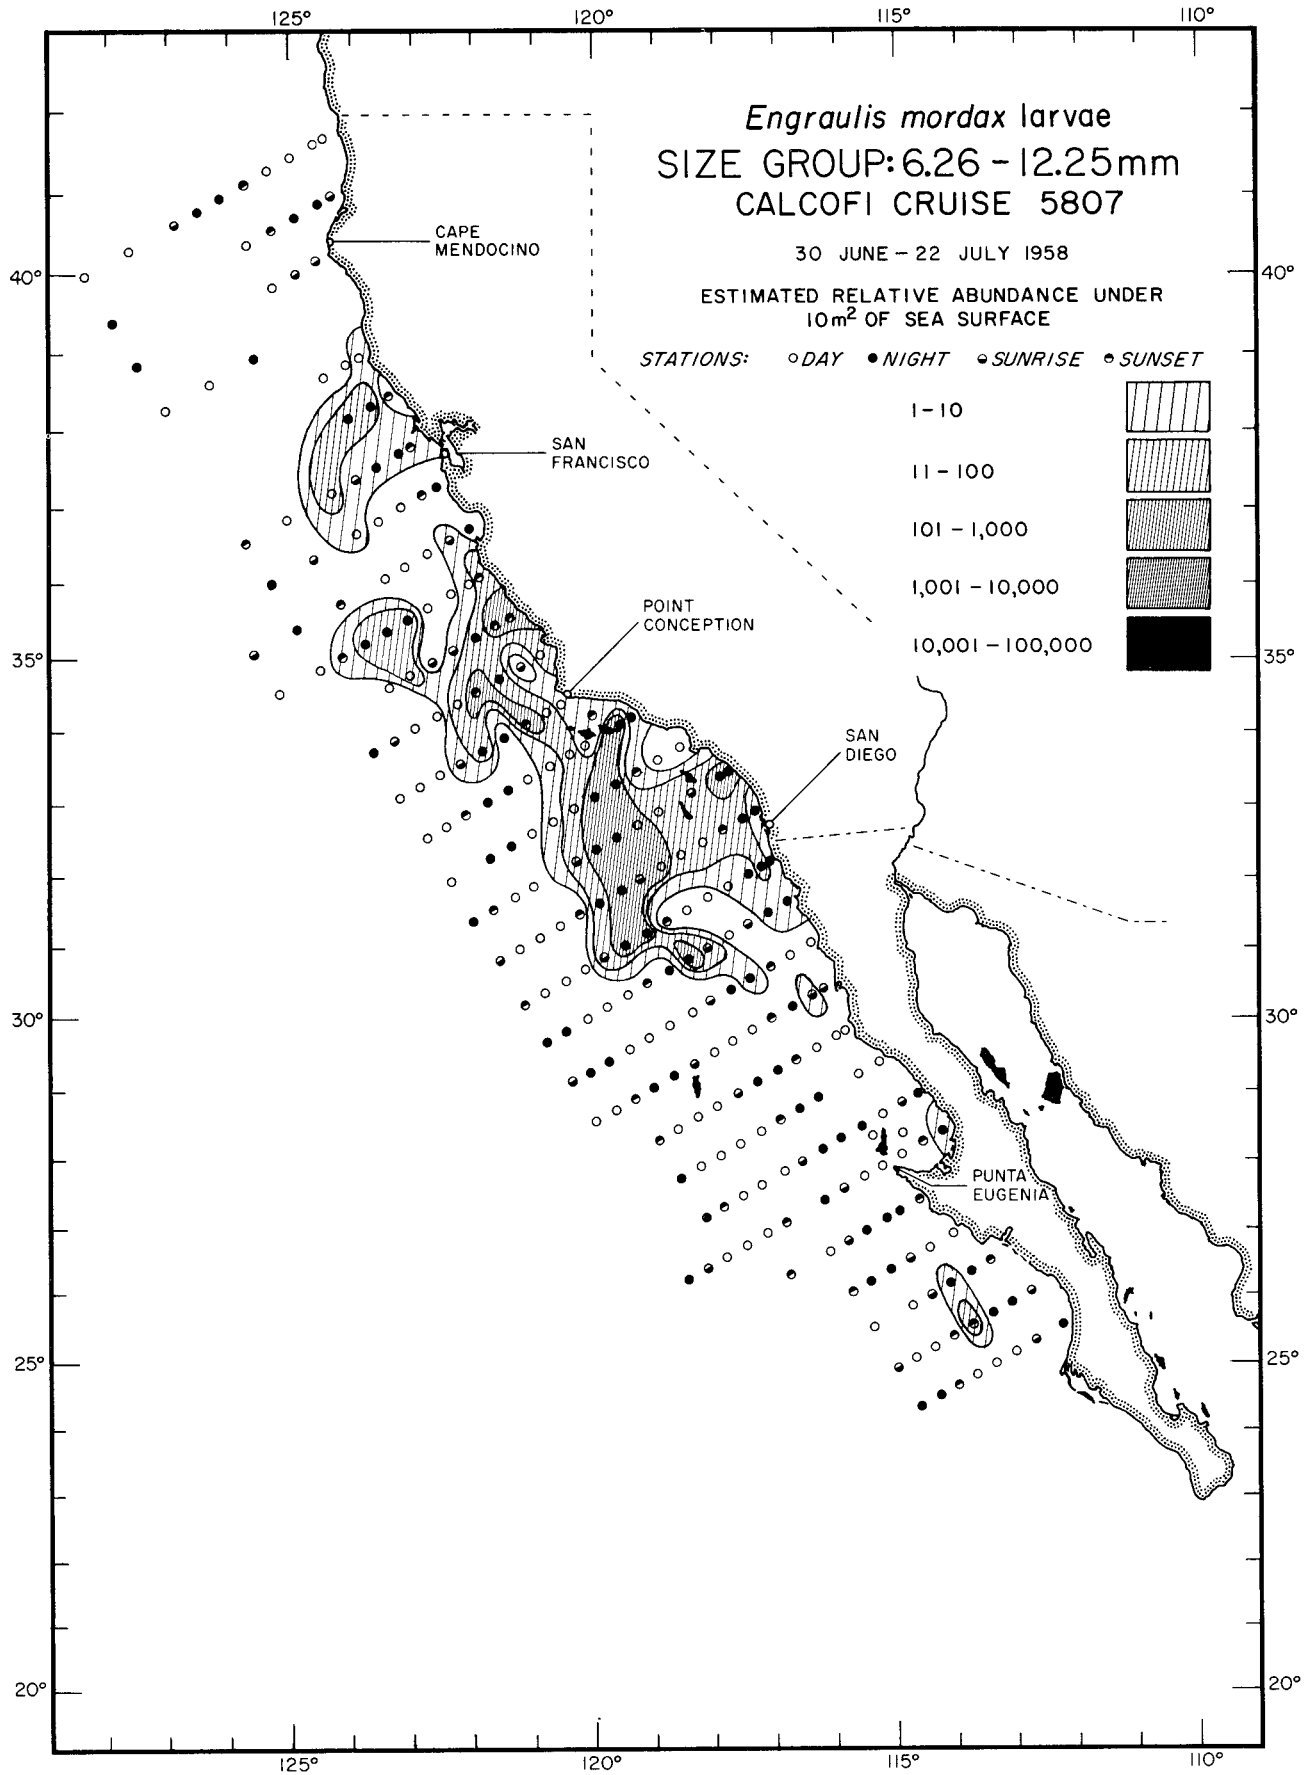 125° 120° 115° 110°
Engraulis mordax larvae
SIZE GROUP: 6.26 - 12.25mm
CALCOFI CRUISE 5807
30 JUNE - 22 JULY 1958
ESTIMATED RELATIVE ABUNDANCE UNDER
10m² OF SEA SURFACE
STATIONS: ○ DAY ● NIGHT ◒ SUNRISE ◓ SUNSET
1 - 10
11 - 100
101 - 1,000
1,001 - 10,000
10,001 - 100,000
CAPE
MENDOCINO
40° 40°
SAN
FRANCISCO
POINT
CONCEPTION
35° 35°
SAN
DIEGO
30° 30°
PUNTA
EUGENIA
25° 25°
20° 20°
125° 120° 115° 110°